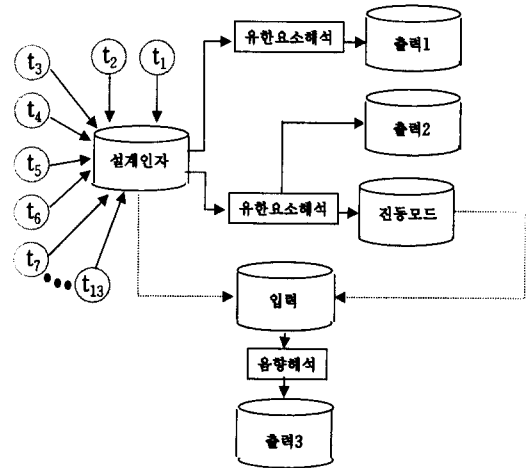 t₃
t₂
t₁
유한요소해석
출력1
t₄
출력2
설계인자
t₅
t₆
유한요소해석
진동모드
t₇
t₁₃
입력
음향해석
출력3